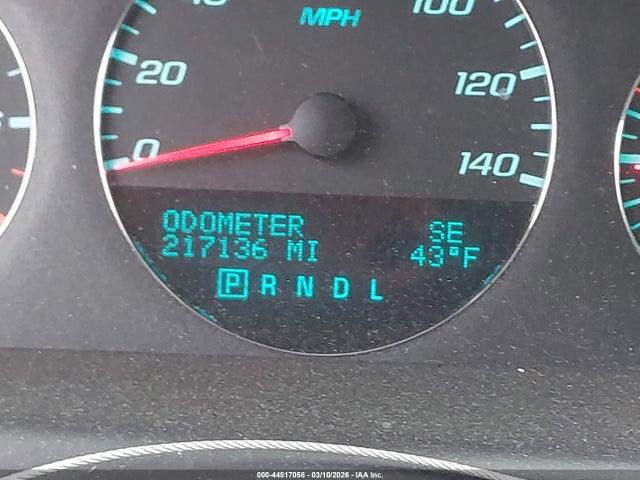 MPH
20
100
120
0
140
ODOMETER SE
217136 MI 43°F
P R N D L
000-44517058 - 03/10/2026 - IAA Inc.